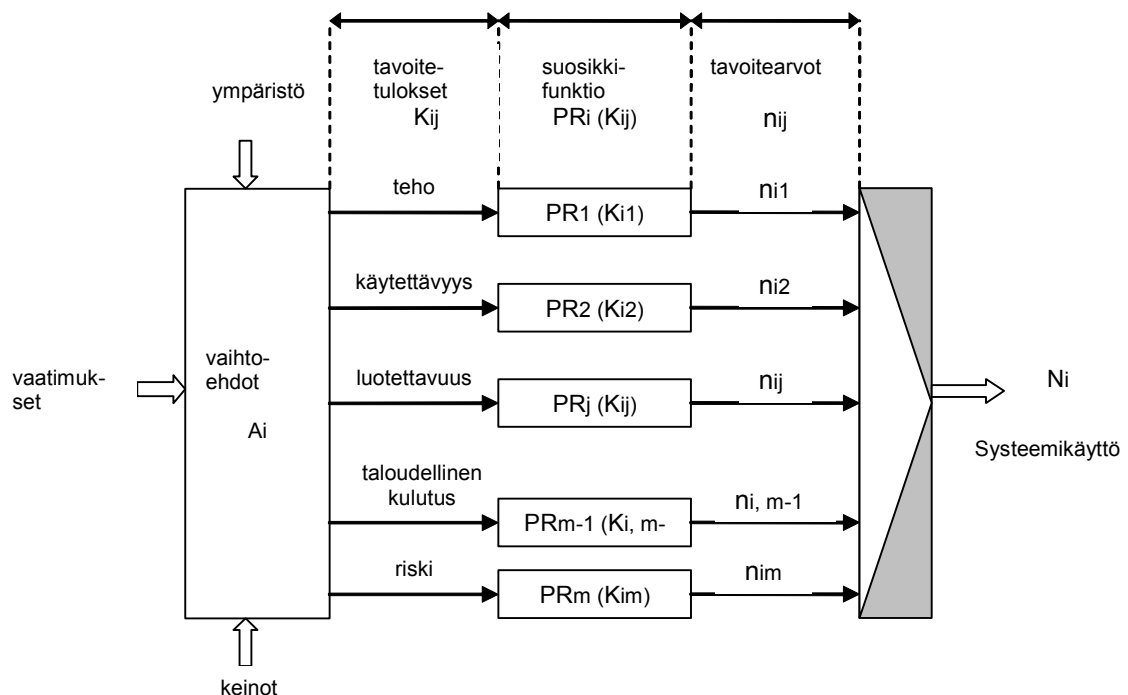 ympäristö
tavoite-
tulokset
Kij
suosikki-
funktio
PRi (Kij)
tavoitearvot
nij
teho
PR1 (Ki1)
ni1
käytettävyys
PR2 (Ki2)
ni2
vaatimuk-
set
vaihto-
ehdot
Ai
luotettavuus
PRj (Kij)
nij
Ni
Systeemikäyttö
taloudellinen
kulutus
PRm-1 (Ki, m-
ni, m-1
riski
PRm (Kim)
nim
keinot